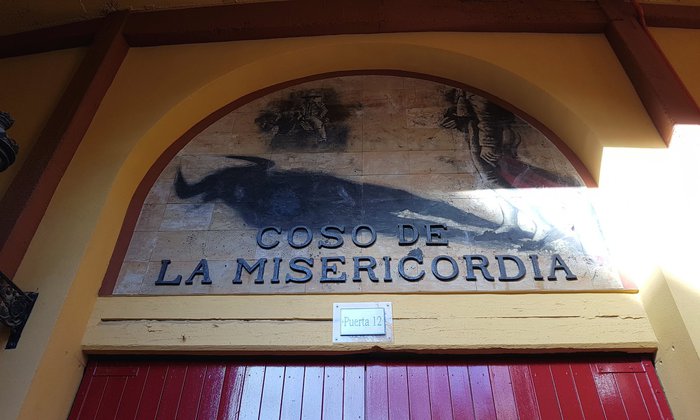 COSO DE
LA MISERICORDIA
Puerta 12